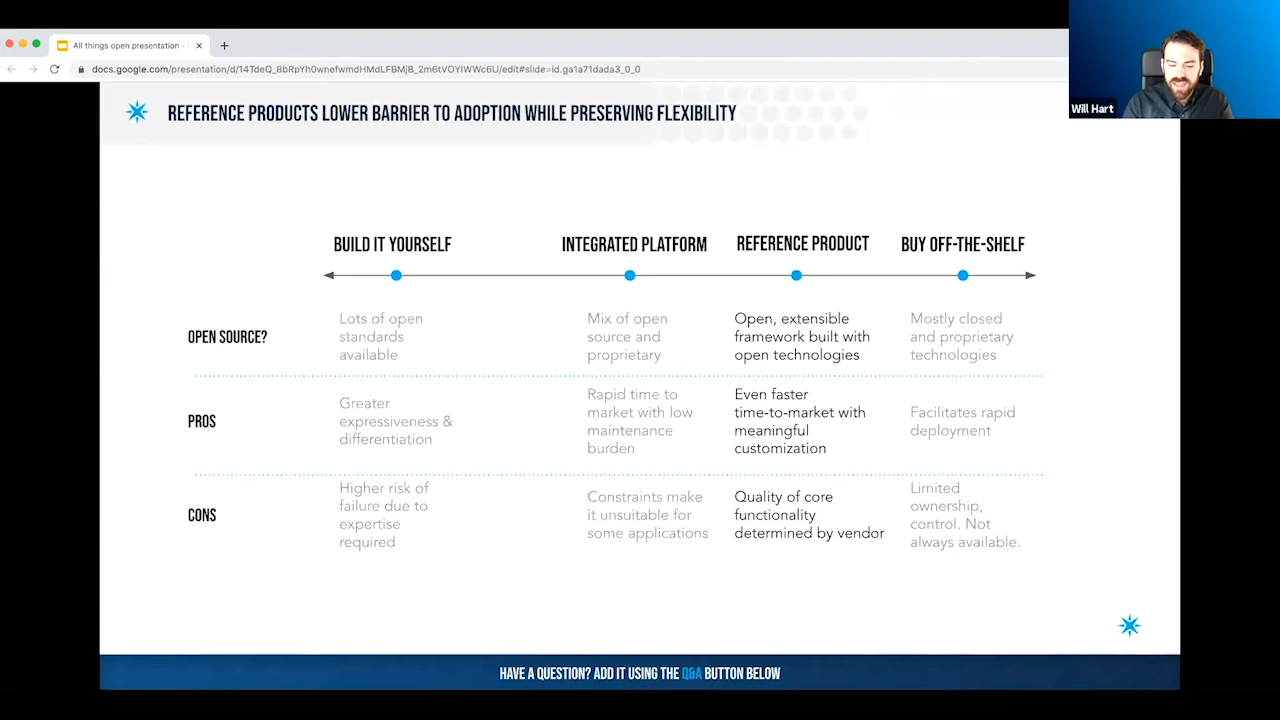 All things open presentation -
docs.google.com/presentation/d/14TdeQ_8bRpYh0wnefwmdHMdLFBMjB_2m6tVOYIWWc6U/edit#slide=id.ga1a71dada3_0_0
Will Hart
REFERENCE PRODUCTS LOWER BARRIER TO ADOPTION WHILE PRESERVING FLEXIBILITY
BUILD IT YOURSELF
INTEGRATED PLATFORM
REFERENCE PRODUCT
BUY OFF-THE-SHELF
OPEN SOURCE?
Lots of open
standards
available
Mix of open
source and
proprietary
Open, extensible
framework built with
open technologies
Mostly closed
and proprietary
technologies
PROS
Greater
expressiveness &
differentiation
Rapid time to
market with low
maintenance
burden
Even faster
time-to-market with
meaningful
customization
Facilitates rapid
deployment
CONS
Higher risk of
failure due to
expertise
required
Constraints make
it unsuitable for
some applications
Quality of core
functionality
determined by vendor
Limited
ownership,
control. Not
always available.
HAVE A QUESTION? ADD IT USING THE Q&A BUTTON BELOW